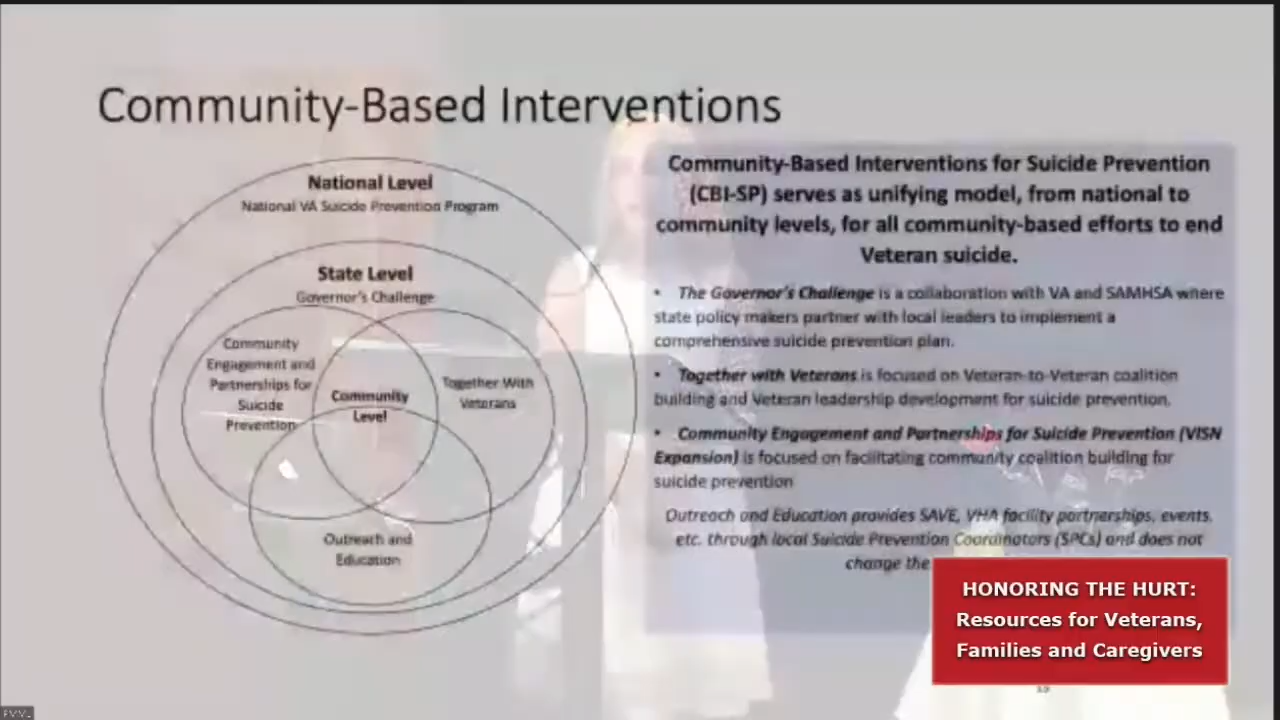 Community-Based Interventions
National Level
National VA Suicide Prevention Program
State Level
Governor's Challenge
Community
Engagement and
Partnerships for
Suicide
Prevention
Community
Level
Together With
Veterans
Outreach and
Education
Community-Based Interventions for Suicide Prevention
(CBI-SP) serves as unifying model, from national to
community levels, for all community-based efforts to end
Veteran suicide.
• The Governor's Challenge is a collaboration with VA and SAMHSA where
state policy makers partner with local leaders to implement a
comprehensive suicide prevention plan.
• Together with Veterans is focused on Veteran-to-Veteran coalition
building and Veteran leadership development for suicide prevention.
• Community Engagement and Partnerships for Suicide Prevention (VISN
Expansion) is focused on facilitating community coalition building for
suicide prevention
Outreach and Education provides SAVE, VHA facility partnerships, events,
etc. through local Suicide Prevention Coordinators (SPCs) and does not
change the
HONORING THE HURT:
Resources for Veterans,
Families and Caregivers